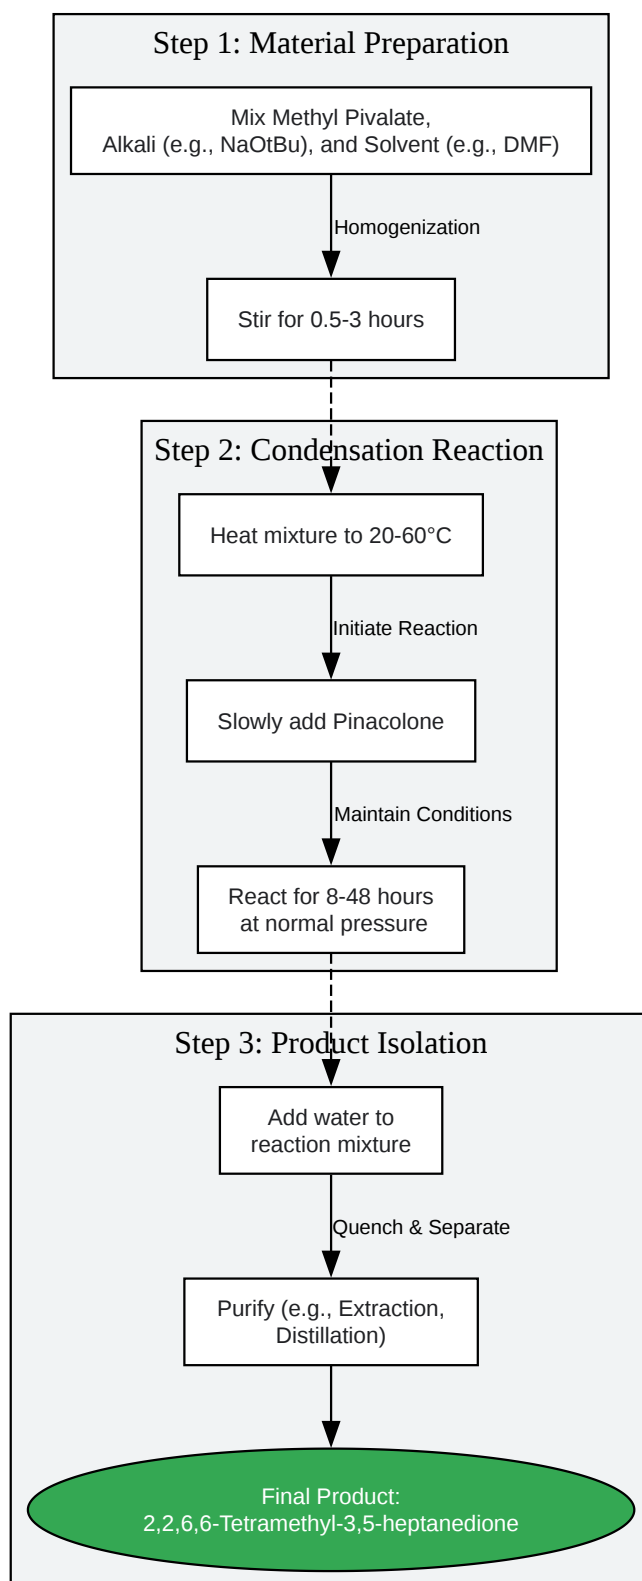 Step 1: Material Preparation
Mix Methyl Pivalate,
Alkali (e.g., NaOtBu), and Solvent (e.g., DMF)
Homogenization
Stir for 0.5-3 hours
Step 2: Condensation Reaction
Heat mixture to 20-60°C
Initiate Reaction
Slowly add Pinacolone
Maintain Conditions
React for 8-48 hours
at normal pressure
Step 3: Product Isolation
Add water to
reaction mixture
Quench & Separate
Purify (e.g., Extraction,
Distillation)
Final Product:
2,2,6,6-Tetramethyl-3,5-heptanedione